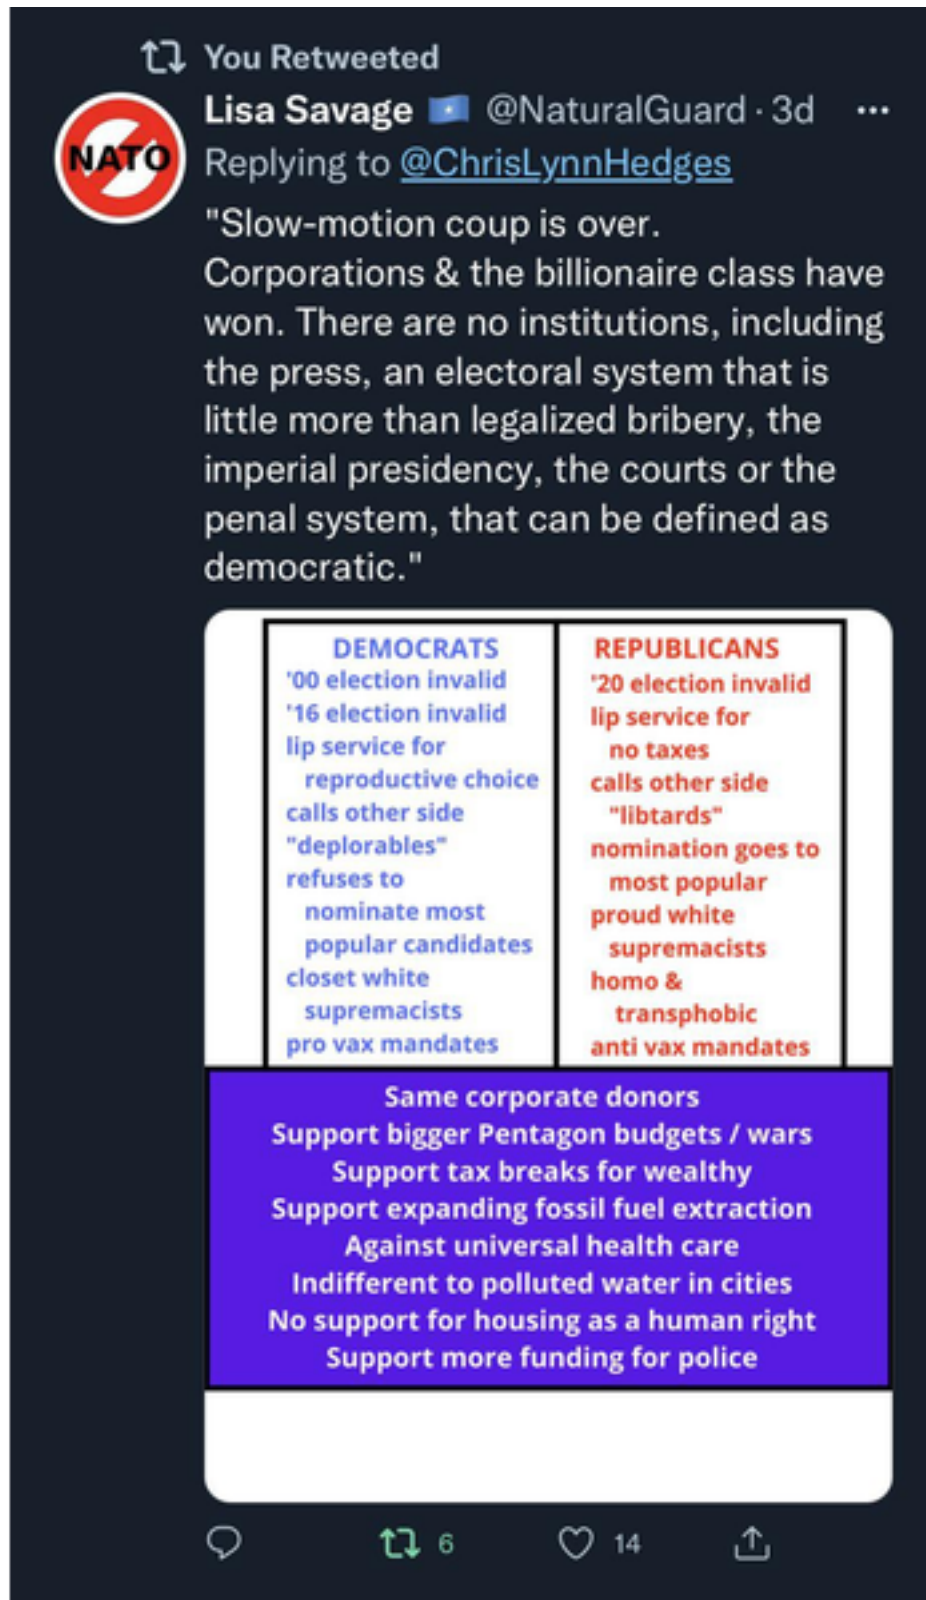 You Retweeted
Lisa Savage @NaturalGuard · 3d
NATO
Replying to @ChrisLynnHedges
"Slow-motion coup is over.
Corporations & the billionaire class have
won. There are no institutions, including
the press, an electoral system that is
little more than legalized bribery, the
imperial presidency, the courts or the
penal system, that can be defined as
democratic."
DEMOCRATS
'00 election invalid
'16 election invalid
lip service for
reproductive choice
calls other side
"deplorables"
refuses to
nominate most
popular candidates
closet white
supremacists
pro vax mandates
REPUBLICANS
'20 election invalid
lip service for
no taxes
calls other side
"libtards"
nomination goes to
most popular
proud white
supremacists
homo &
transphobic
anti vax mandates
Same corporate donors
Support bigger Pentagon budgets / wars
Support tax breaks for wealthy
Support expanding fossil fuel extraction
Against universal health care
Indifferent to polluted water in cities
No support for housing as a human right
Support more funding for police
6
14